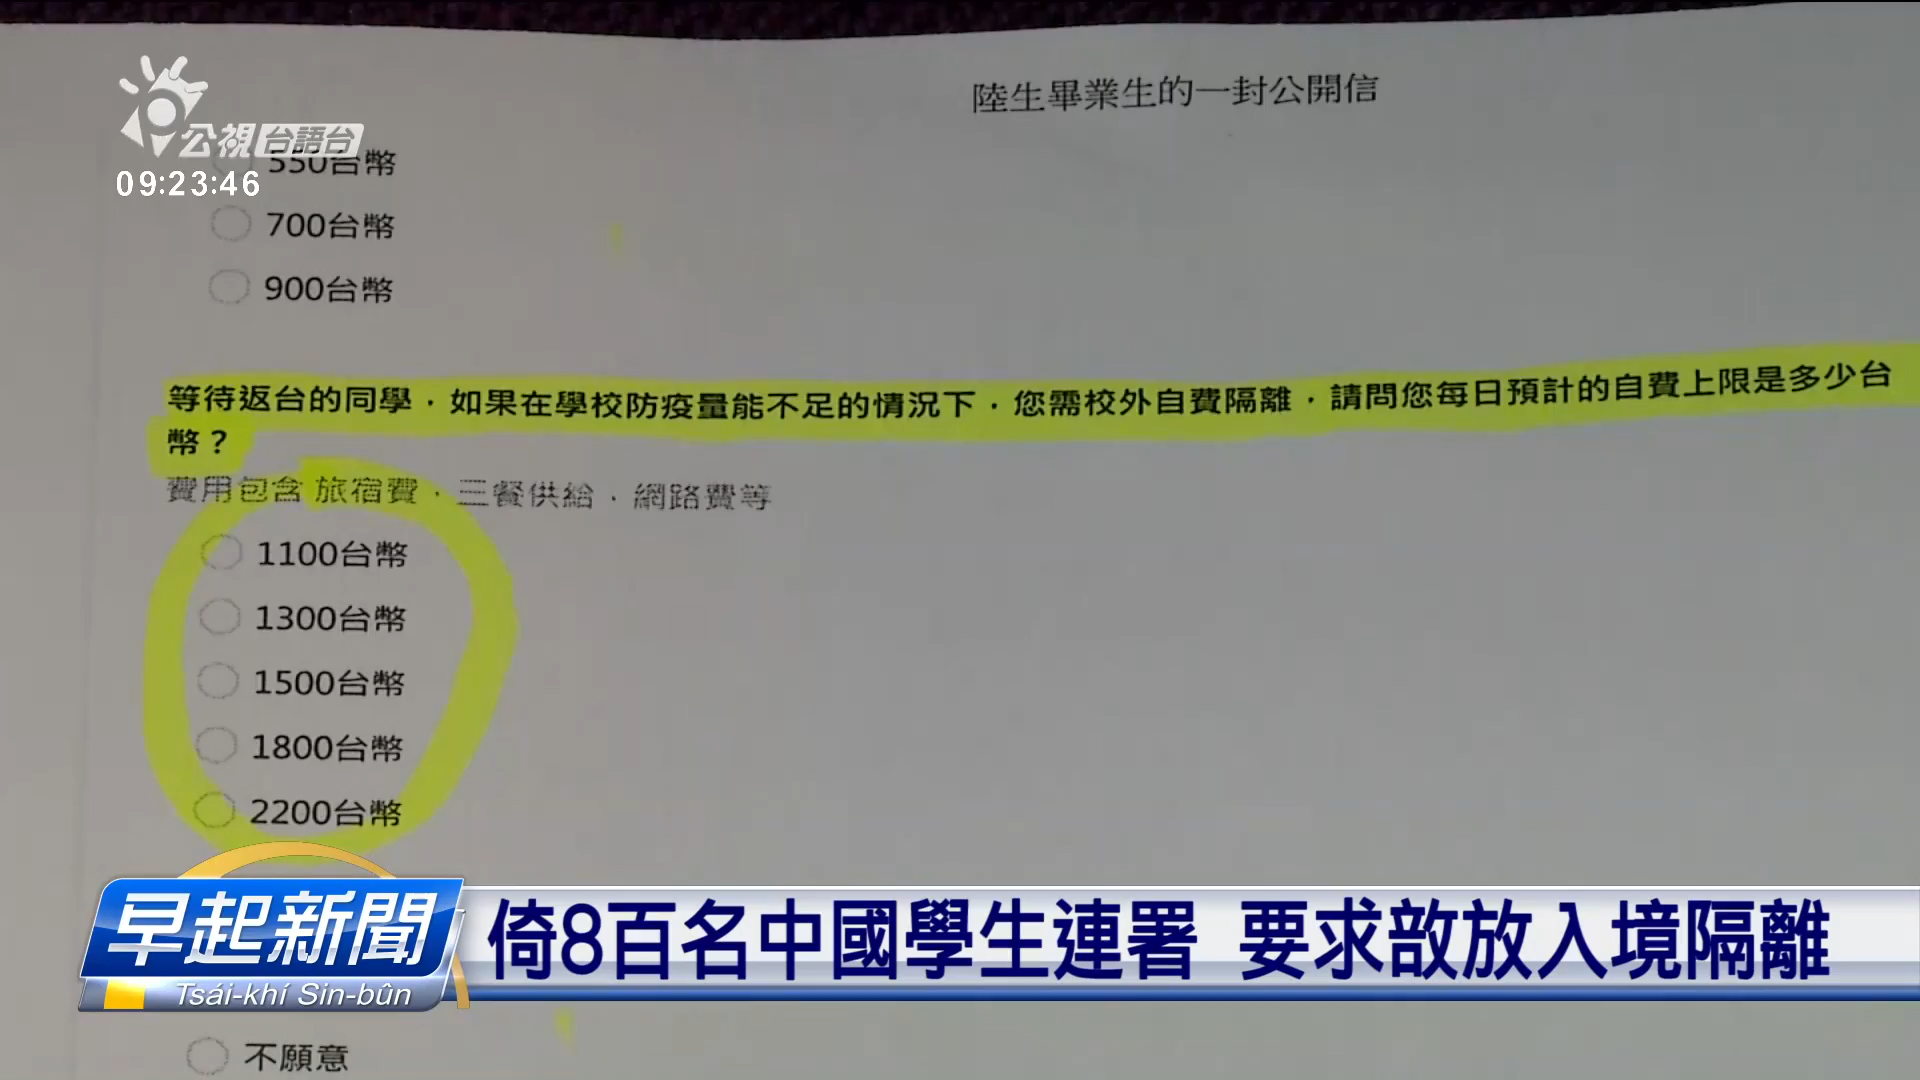 陸生畢業生的一封公開信
公視台語台
550台幣
09:23:46
700台幣
900台幣
等待返台的同學，如果在學校防疫量能不足的情況下，您需校外自費隔離，請問您每日預計的自費上限是多少台
幣？
費用包含 旅宿費，三餐供給，網路費等
1100台幣
1300台幣
1500台幣
1800台幣
2200台幣
早起新聞
Tsái-khí Sin-bûn
倚8百名中國學生連署 要求敨放入境隔離
不願意